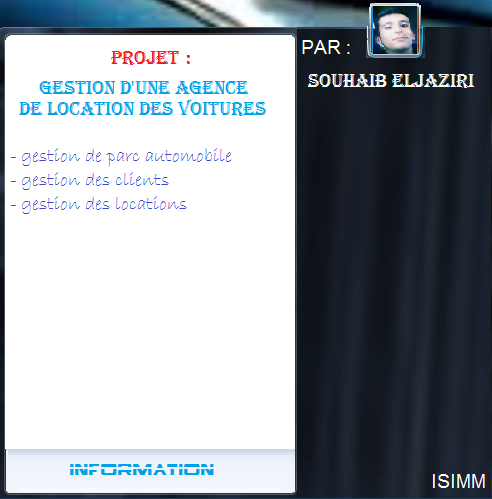 PROJET :
GESTION D'UNE AGENCE
DE LOCATION DES VOITURES
- gestion de parc automobile
- gestion des clients
- gestion des locations
INFORMATION
PAR :
SOUHAIB ELJAZIRI
ISIMM